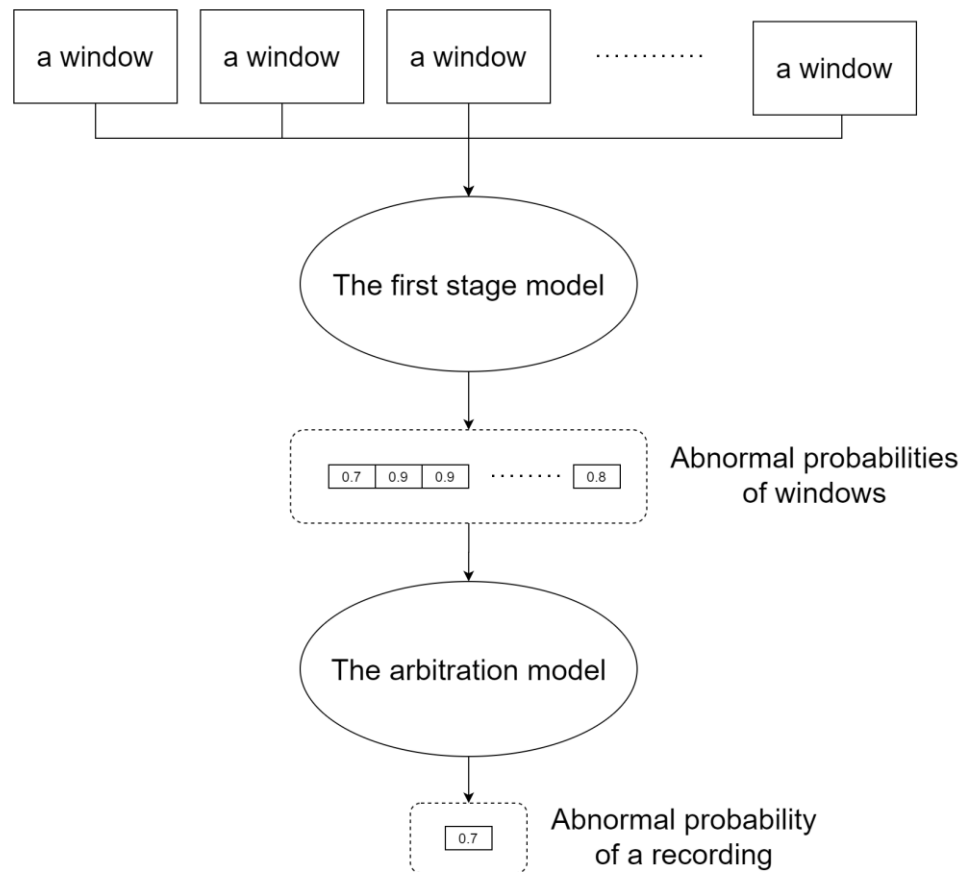 a window
a window
a window
............
a window
The first stage model
0.7 0.9 0.9 ........ 0.8
Abnormal probabilities
of windows
The arbitration model
0.7
Abnormal probability
of a recording